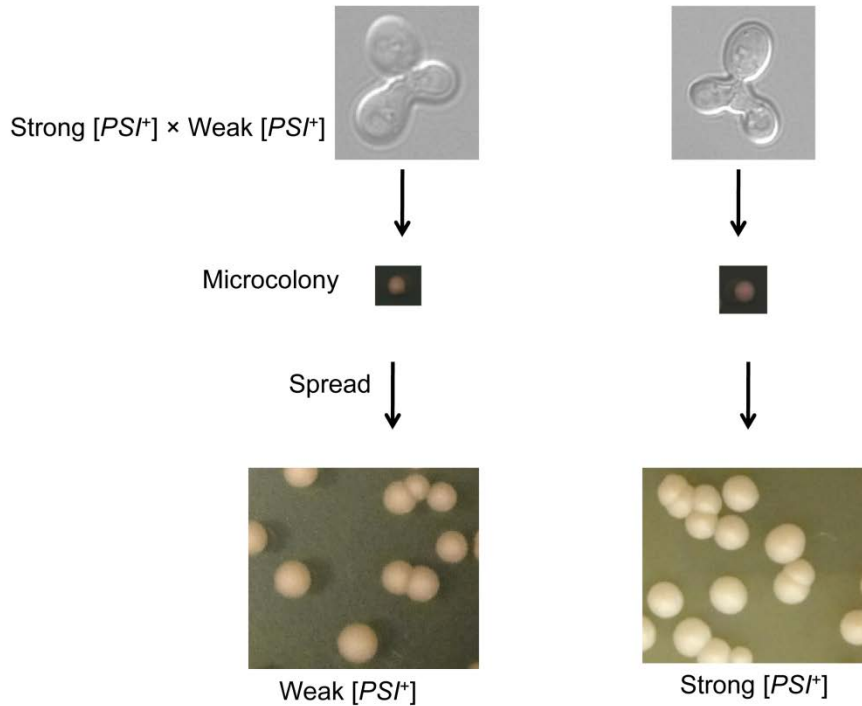 Strong [PSI⁺] × Weak [PSI⁺]
Microcolony
Spread
Weak [PSI⁺]
Strong [PSI⁺]